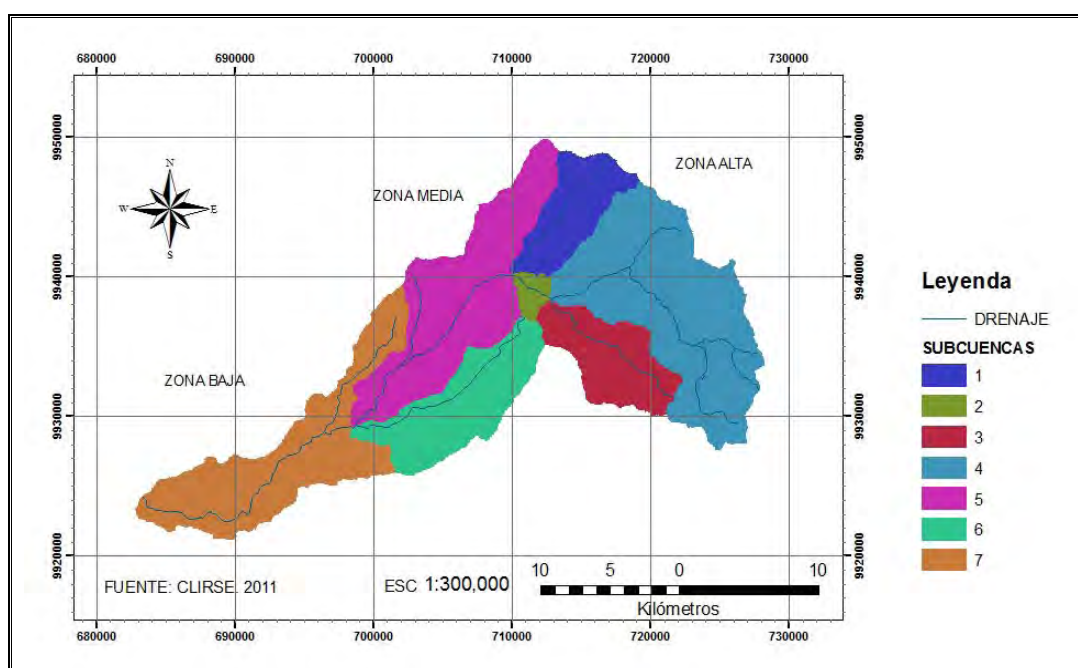 680000 690000 700000 710000 720000 730000
9950000
9940000
9930000
9920000
9950000
9940000
9930000
9920000
N
W E
S
ZONA MEDIA
ZONA ALTA
ZONA BAJA
FUENTE: CLIRSE. 2011
ESC 1:300,000
10 5 0 10
Kilómetros
680000 690000 700000 710000 720000 730000
Leyenda
DRENAJE
SUBCUENCAS
1
2
3
4
5
6
7